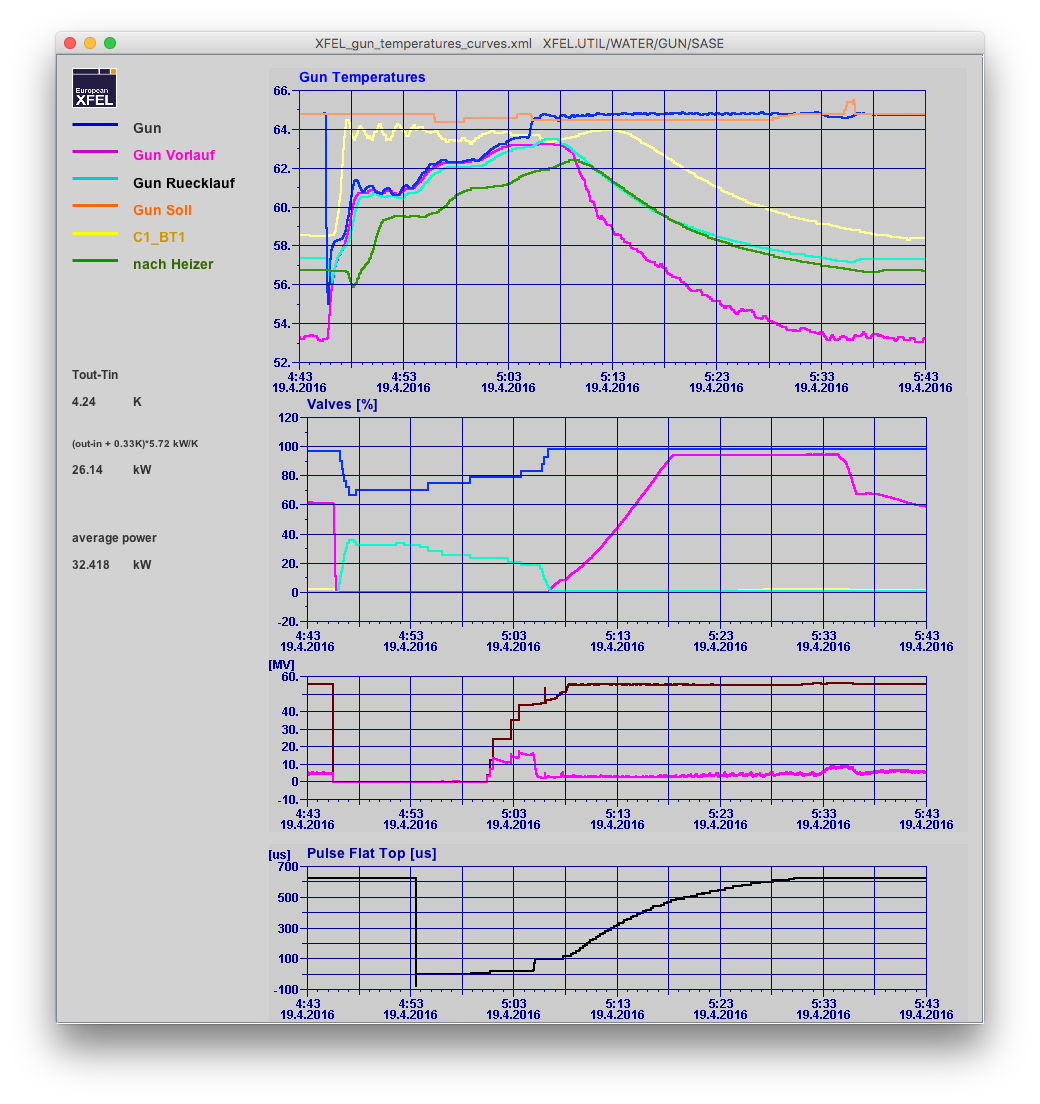 XFEL_gun_temperatures_curves.xml XFEL.UTIL/WATER/GUN/SASE
European
XFEL
Gun
Gun Vorlauf
Gun Ruecklauf
Gun Soll
C1_BT1
nach Heizer
Tout-Tin
4.24 K
(out-in + 0.33K)*5.72 kW/K
26.14 kW
average power
32.418 kW
Gun Temperatures
66.
64.
62.
60.
58.
56.
54.
52.
4:43 4:53 5:03 5:13 5:23 5:33 5:43
19.4.2016 19.4.2016 19.4.2016 19.4.2016 19.4.2016 19.4.2016 19.4.2016
Valves [%]
120
100
80.
60.
40.
20.
0
-20.
4:43 4:53 5:03 5:13 5:23 5:33 5:43
19.4.2016 19.4.2016 19.4.2016 19.4.2016 19.4.2016 19.4.2016 19.4.2016
[MV]
60.
40.
30.
20.
10.
0
-10.
4:43 4:53 5:03 5:13 5:23 5:33 5:43
19.4.2016 19.4.2016 19.4.2016 19.4.2016 19.4.2016 19.4.2016 19.4.2016
[us] Pulse Flat Top [us]
700
500
300
100
-100
4:43 4:53 5:03 5:13 5:23 5:33 5:43
19.4.2016 19.4.2016 19.4.2016 19.4.2016 19.4.2016 19.4.2016 19.4.2016